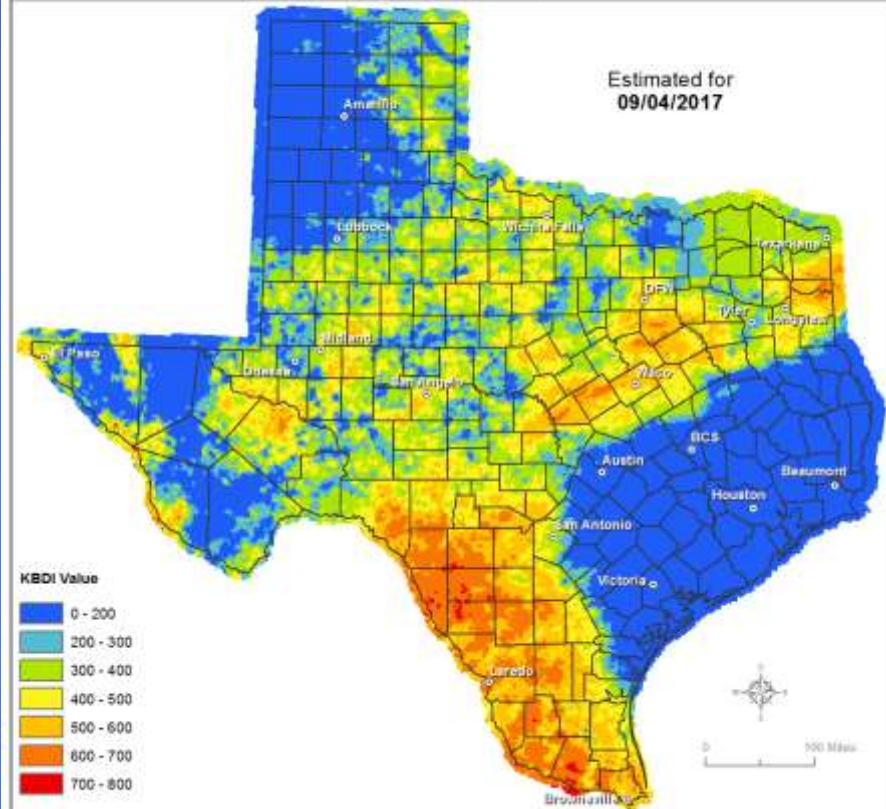 Estimated for
09/04/2017
Amarillo
Lubbock
Wichita Falls
Texarkana
DFW
Tyler
Longview
El Paso
Midland
Odessa
San Angelo
Waco
BCS
Austin
Beaumont
Houston
San Antonio
Victoria
Laredo
Brownsville
KBDI Value
0 - 200
200 - 300
300 - 400
400 - 500
500 - 600
600 - 700
700 - 800
0 100 Miles